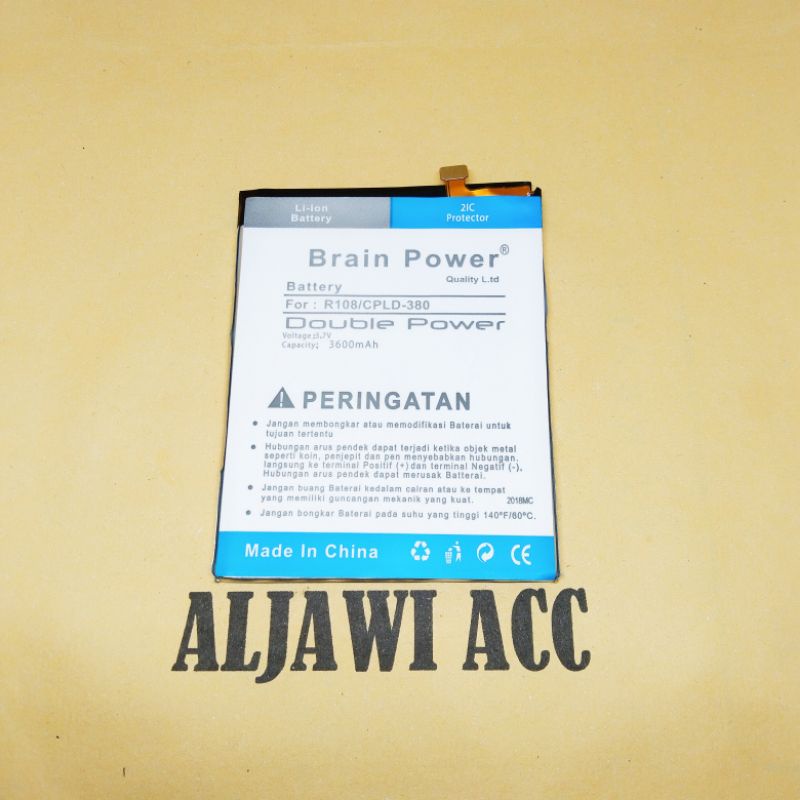 Li-ion
Battery
2IC
Protector
Brain Power®
Quality L.td
Battery
For : R108/CPLD-380
Double Power
Voltage:3.7V
Capacity: 3600mAh
PERINGATAN
Jangan membongkar atau memodifikasi Baterai untuk
tujuan tertentu
Hubungan arus pendek dapat terjadi ketika objek metal
seperti koin, penjepit dan pen menyebabkan hubungan,
langsung ke terminal Positif (+)dan terminal Negatif (-),
Hubungan pendek dapat merusak Baterai.
Jangan buang Baterai kedalam cairan atau ke tempat
yang memiliki guncangan mekanik yang kuat.
2018MC
Jangan bongkar Baterai pada suhu yang tinggi 140ºF/60ºC.
Made In China
CE
ALJAWI ACC